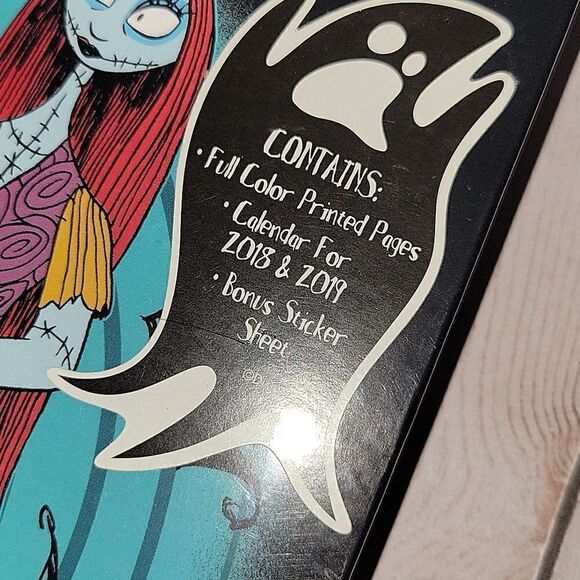 CONTAINS:
• Full Color Printed Pages
• Calendar For
2018 & 2019
• Bonus Sticker
Sheet